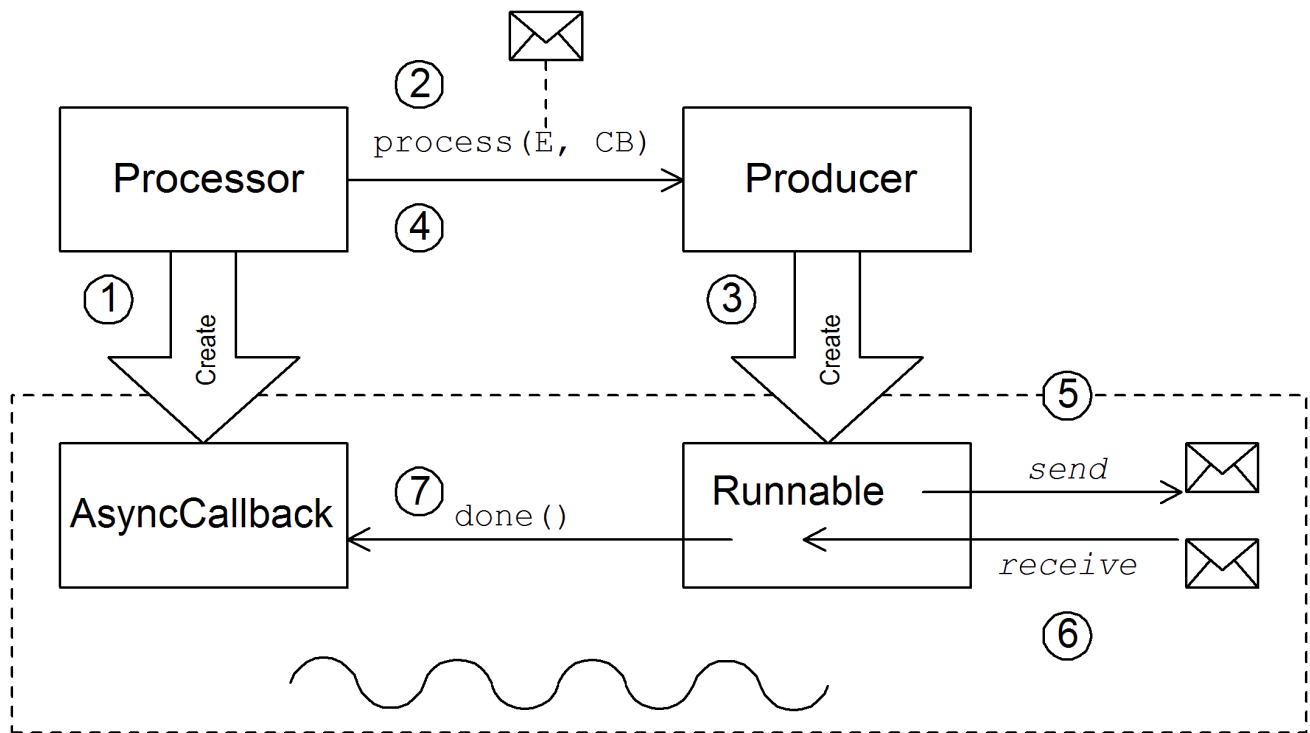 2
process(E, CB)
Processor
Producer
4
1
Create
3
Create
5
AsyncCallback
7
done()
Runnable
send
receive
6